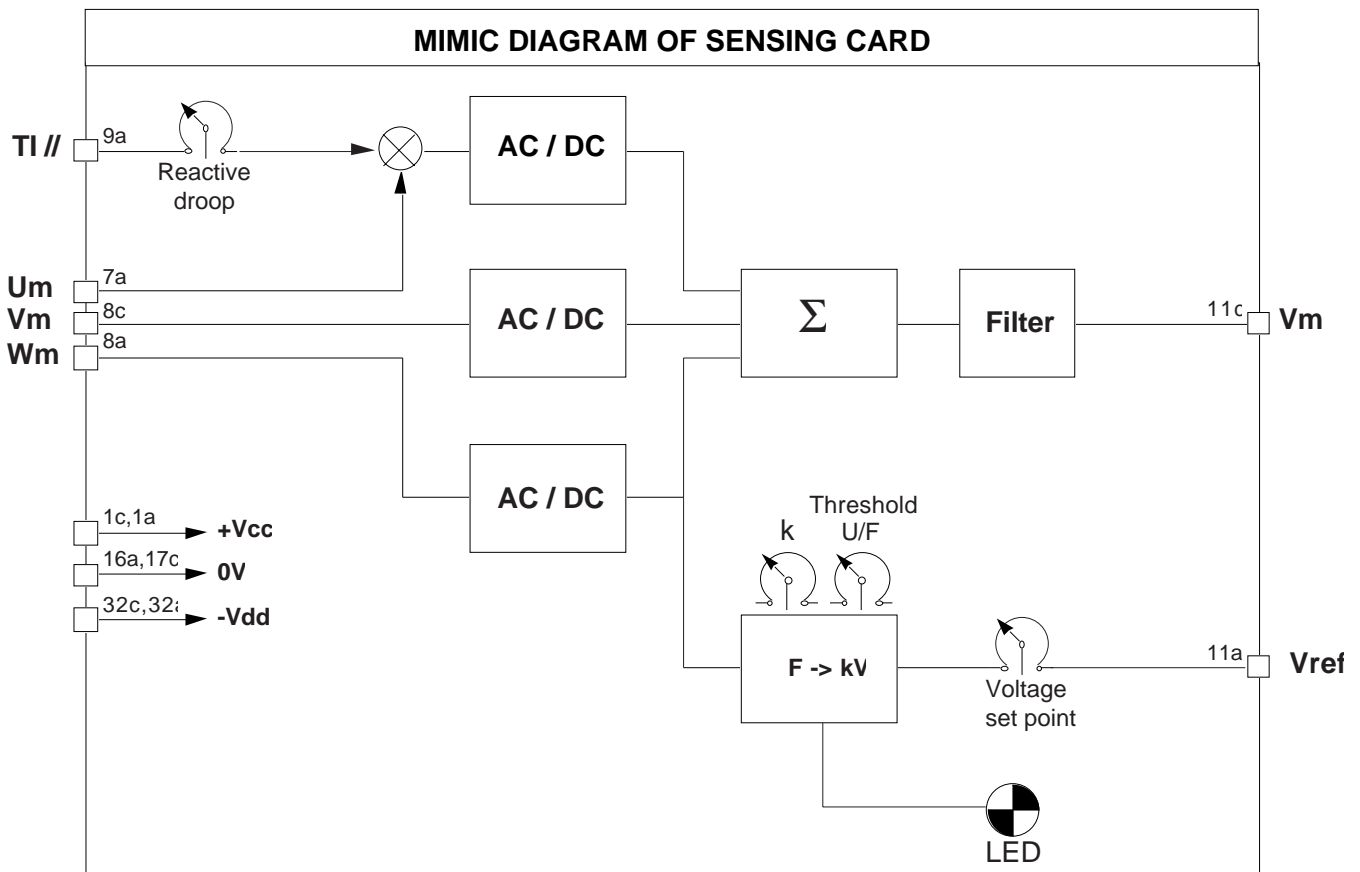 MIMIC DIAGRAM OF SENSING CARD
TI //
9a
Reactive
droop
AC / DC
Um
7a
Vm
8c
Wm
8a
AC / DC
Σ
Filter
11c
Vm
AC / DC
1c,1a
+Vcc
16a,17c
0V
32c,32a
-Vdd
k
Threshold
U/F
F -> kV
Voltage
set point
11a
Vref
LED